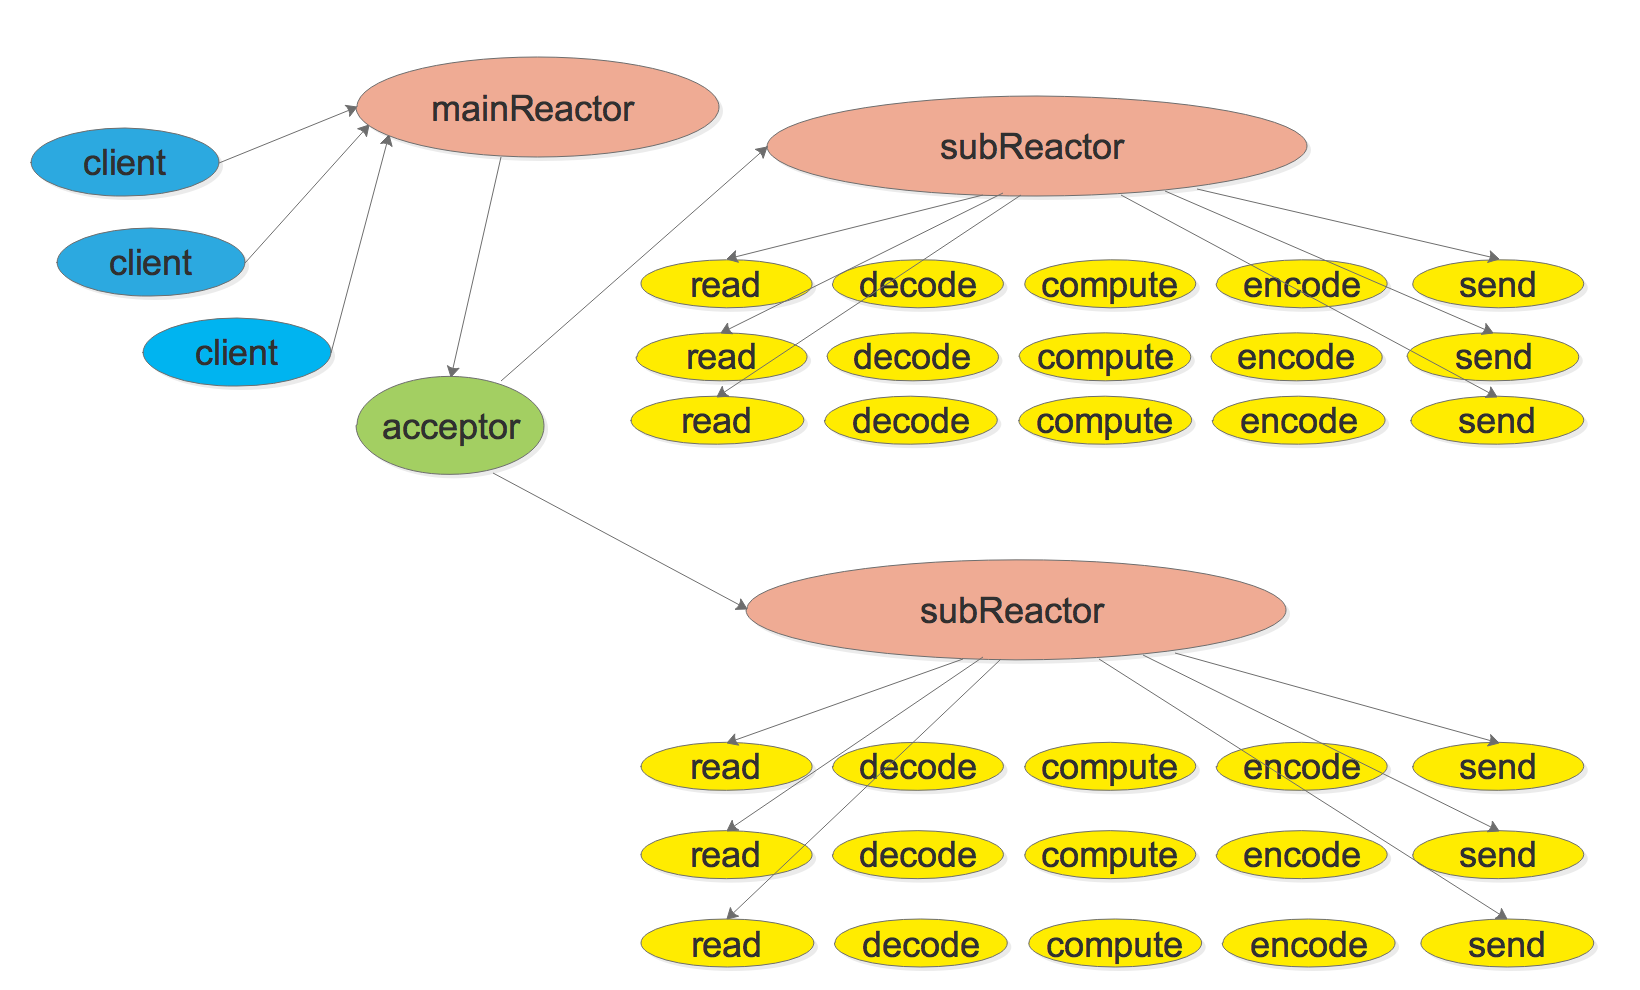 mainReactor
client
client
client
acceptor
subReactor
read decode compute encode send
read decode compute encode send
read decode compute encode send
subReactor
read decode compute encode send
read decode compute encode send
read decode compute encode send